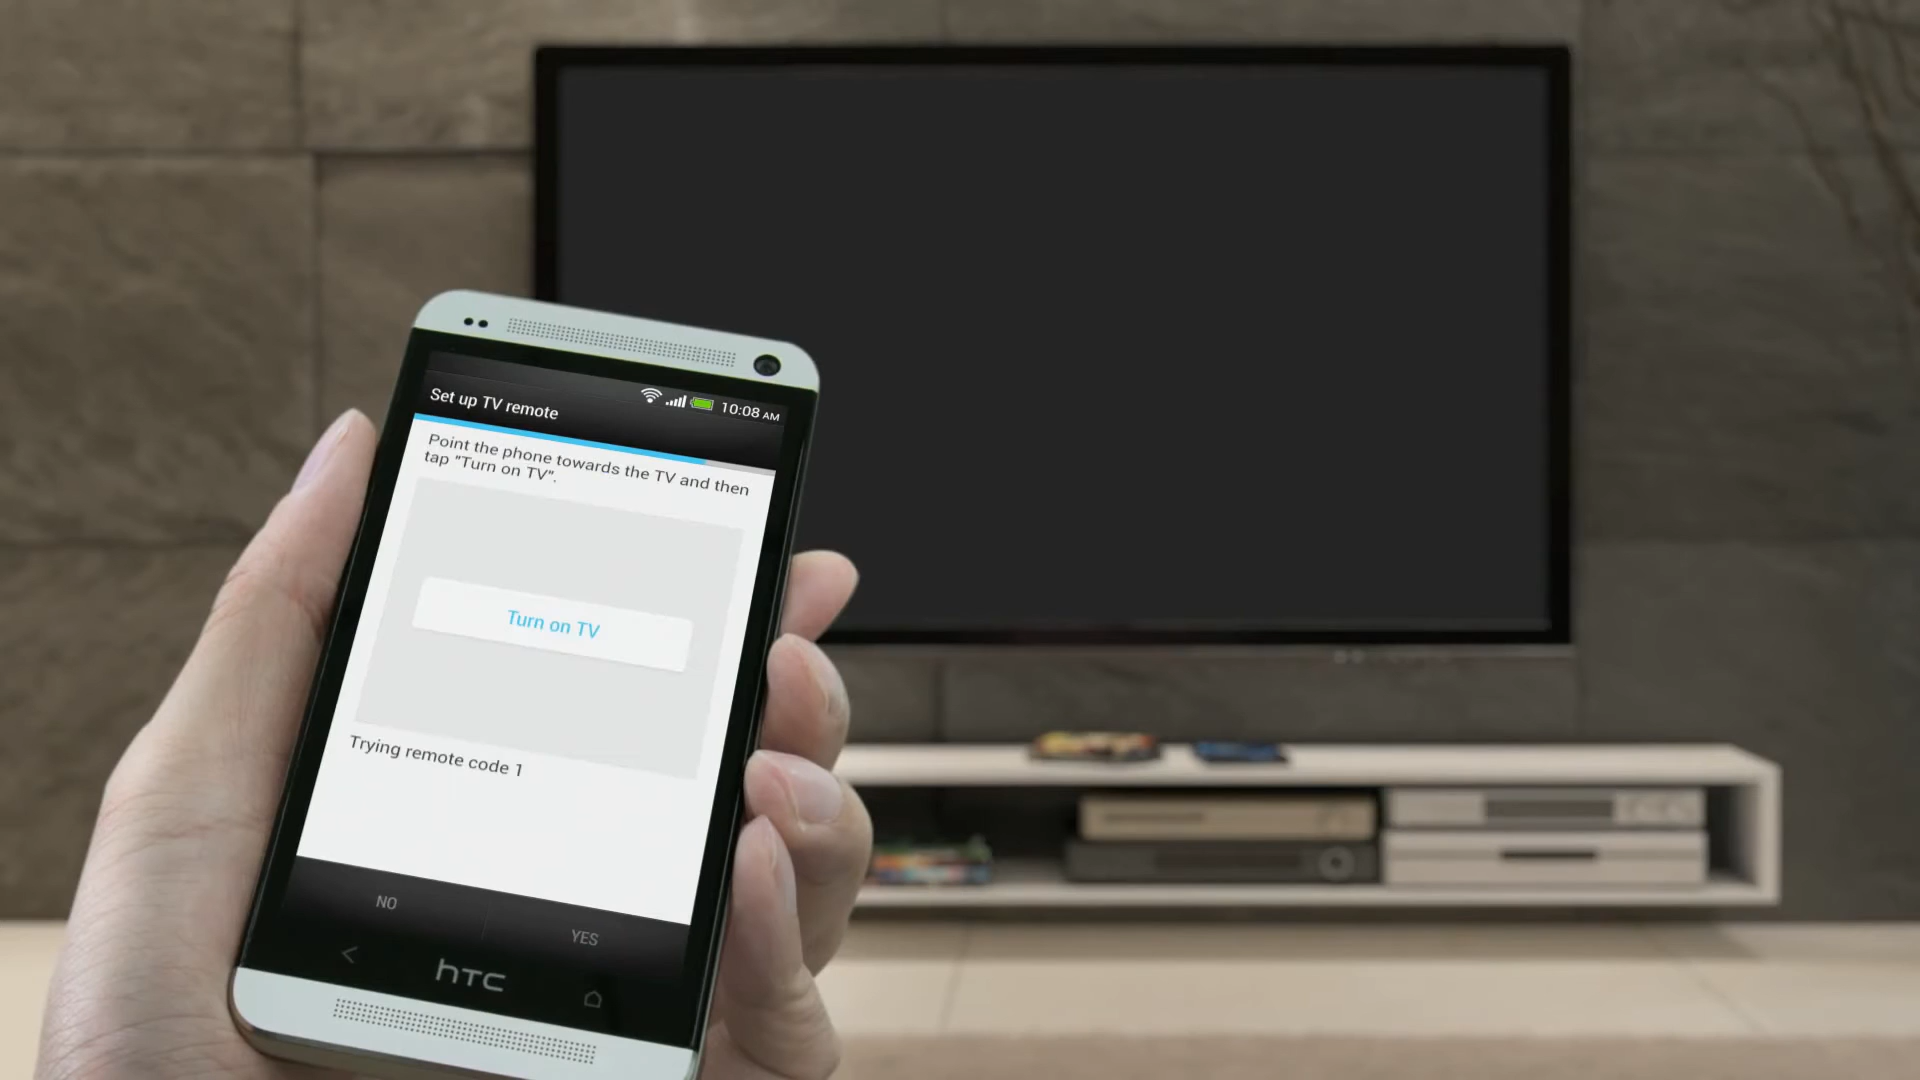 Set up TV remote
10:08 AM
Point the phone towards the TV and then
tap "Turn on TV".
Turn on TV
Trying remote code 1
NO
YES
hTC